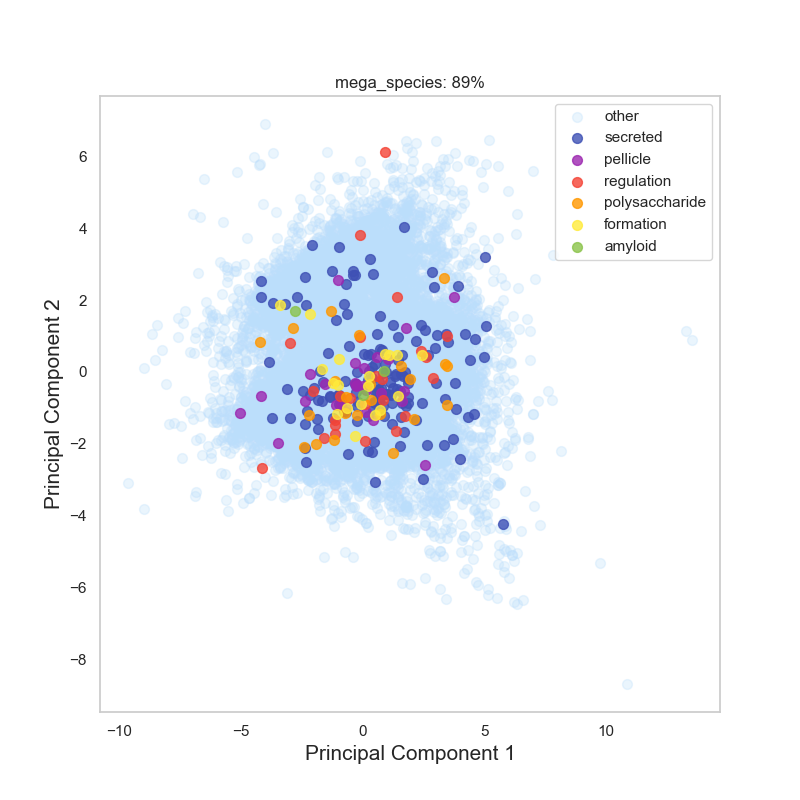 mega_species: 89%
other
secreted
pellicle
regulation
polysaccharide
formation
amyloid
6
4
2
0
−2
−4
−6
−8
Principal Component 2
−10
−5
0
5
10
Principal Component 1